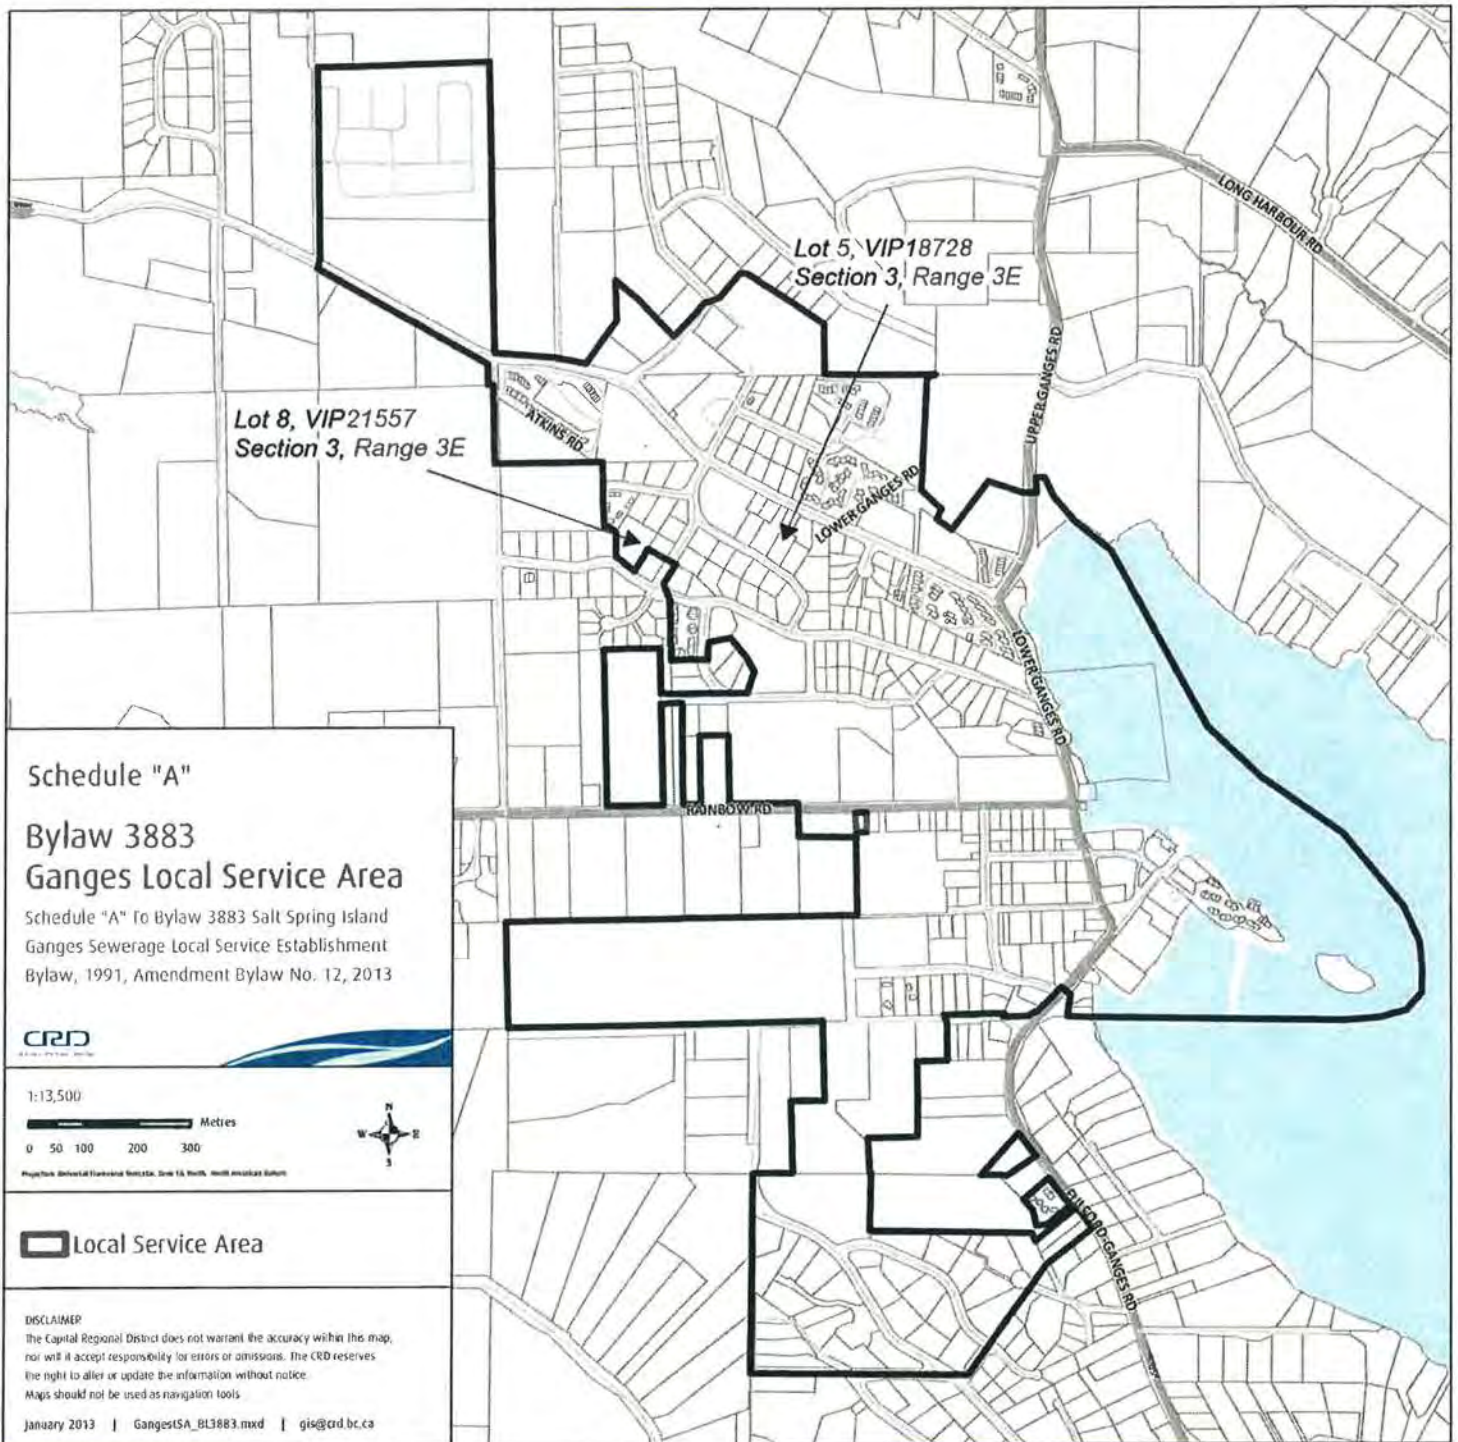 LONG HARBOUR RD
Lot 5, VIP18728
Section 3, Range 3E
UPPER GANGES RD
Lot 8, VIP21557
Section 3, Range 3E
ATKINS RD
LOWER GANGES RD
LOWER GANGES RD
RAINBOW RD
FULFORD-GANGES RD
Schedule "A"
Bylaw 3883
Ganges Local Service Area
Schedule "A" To Bylaw 3883 Salt Spring Island
Ganges Sewerage Local Service Establishment
Bylaw, 1991, Amendment Bylaw No. 12, 2013
CRD
1:13,500
Metres
0 50 100 200 300
N
W E
S
Local Service Area
DISCLAIMER
The Capital Regional District does not warrant the accuracy within this map,
nor will it accept responsibility for errors or omissions. The CRD reserves
the right to alter or update the information without notice.
Maps should not be used as navigation tools
January 2013 | GangesLSA_BL3883.mxd | gis@crd.bc.ca